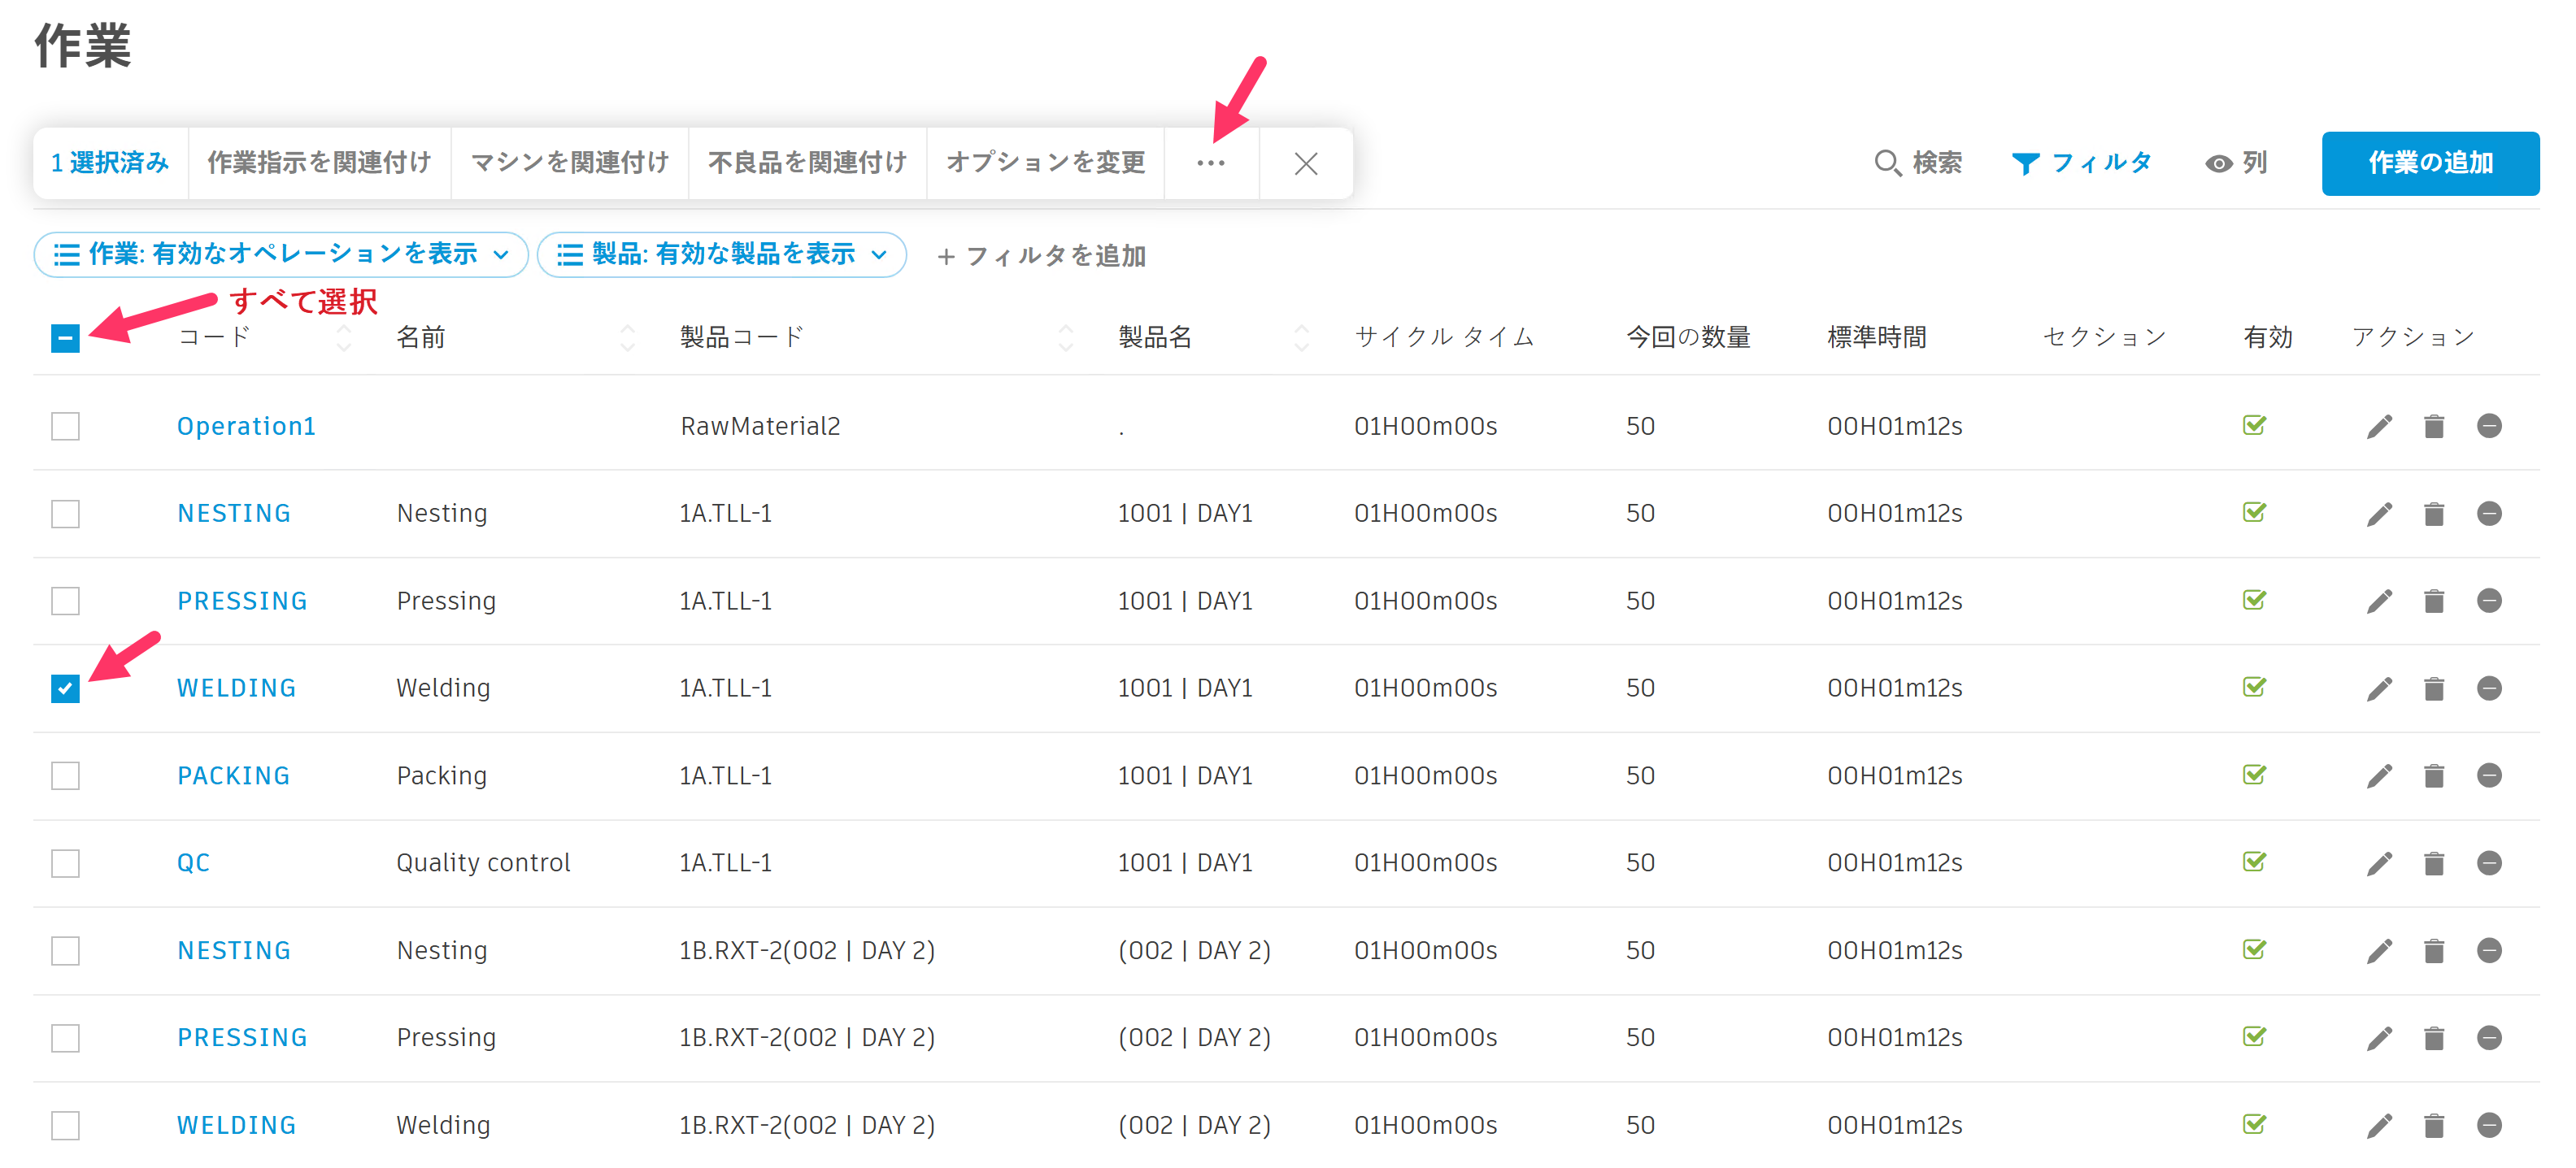 作業
1 選択済み 作業指示を関連付け マシンを関連付け 不良品を関連付け オプションを変更 ... 検索 フィルタ 列 作業の追加
作業: 有効なオペレーションを表示 製品: 有効な製品を表示 + フィルタを追加
すべて選択
コード 名前 製品コード 製品名 サイクル タイム 今回の数量 標準時間 セクション 有効 アクション
Operation1 RawMaterial2 . 01H00m00s 50 00H01m12s
NESTING Nesting 1A.TLL-1 1001 | DAY1 01H00m00s 50 00H01m12s
PRESSING Pressing 1A.TLL-1 1001 | DAY1 01H00m00s 50 00H01m12s
WELDING Welding 1A.TLL-1 1001 | DAY1 01H00m00s 50 00H01m12s
PACKING Packing 1A.TLL-1 1001 | DAY1 01H00m00s 50 00H01m12s
QC Quality control 1A.TLL-1 1001 | DAY1 01H00m00s 50 00H01m12s
NESTING Nesting 1B.RXT-2(002 | DAY 2) (002 | DAY 2) 01H00m00s 50 00H01m12s
PRESSING Pressing 1B.RXT-2(002 | DAY 2) (002 | DAY 2) 01H00m00s 50 00H01m12s
WELDING Welding 1B.RXT-2(002 | DAY 2) (002 | DAY 2) 01H00m00s 50 00H01m12s